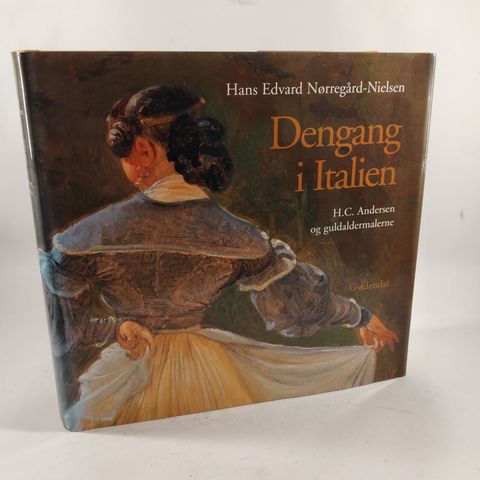 Hans Edvard Nørregård-Nielsen
Dengang
i Italien
H.C. Andersen
og guldaldermalerne
Gyldendal